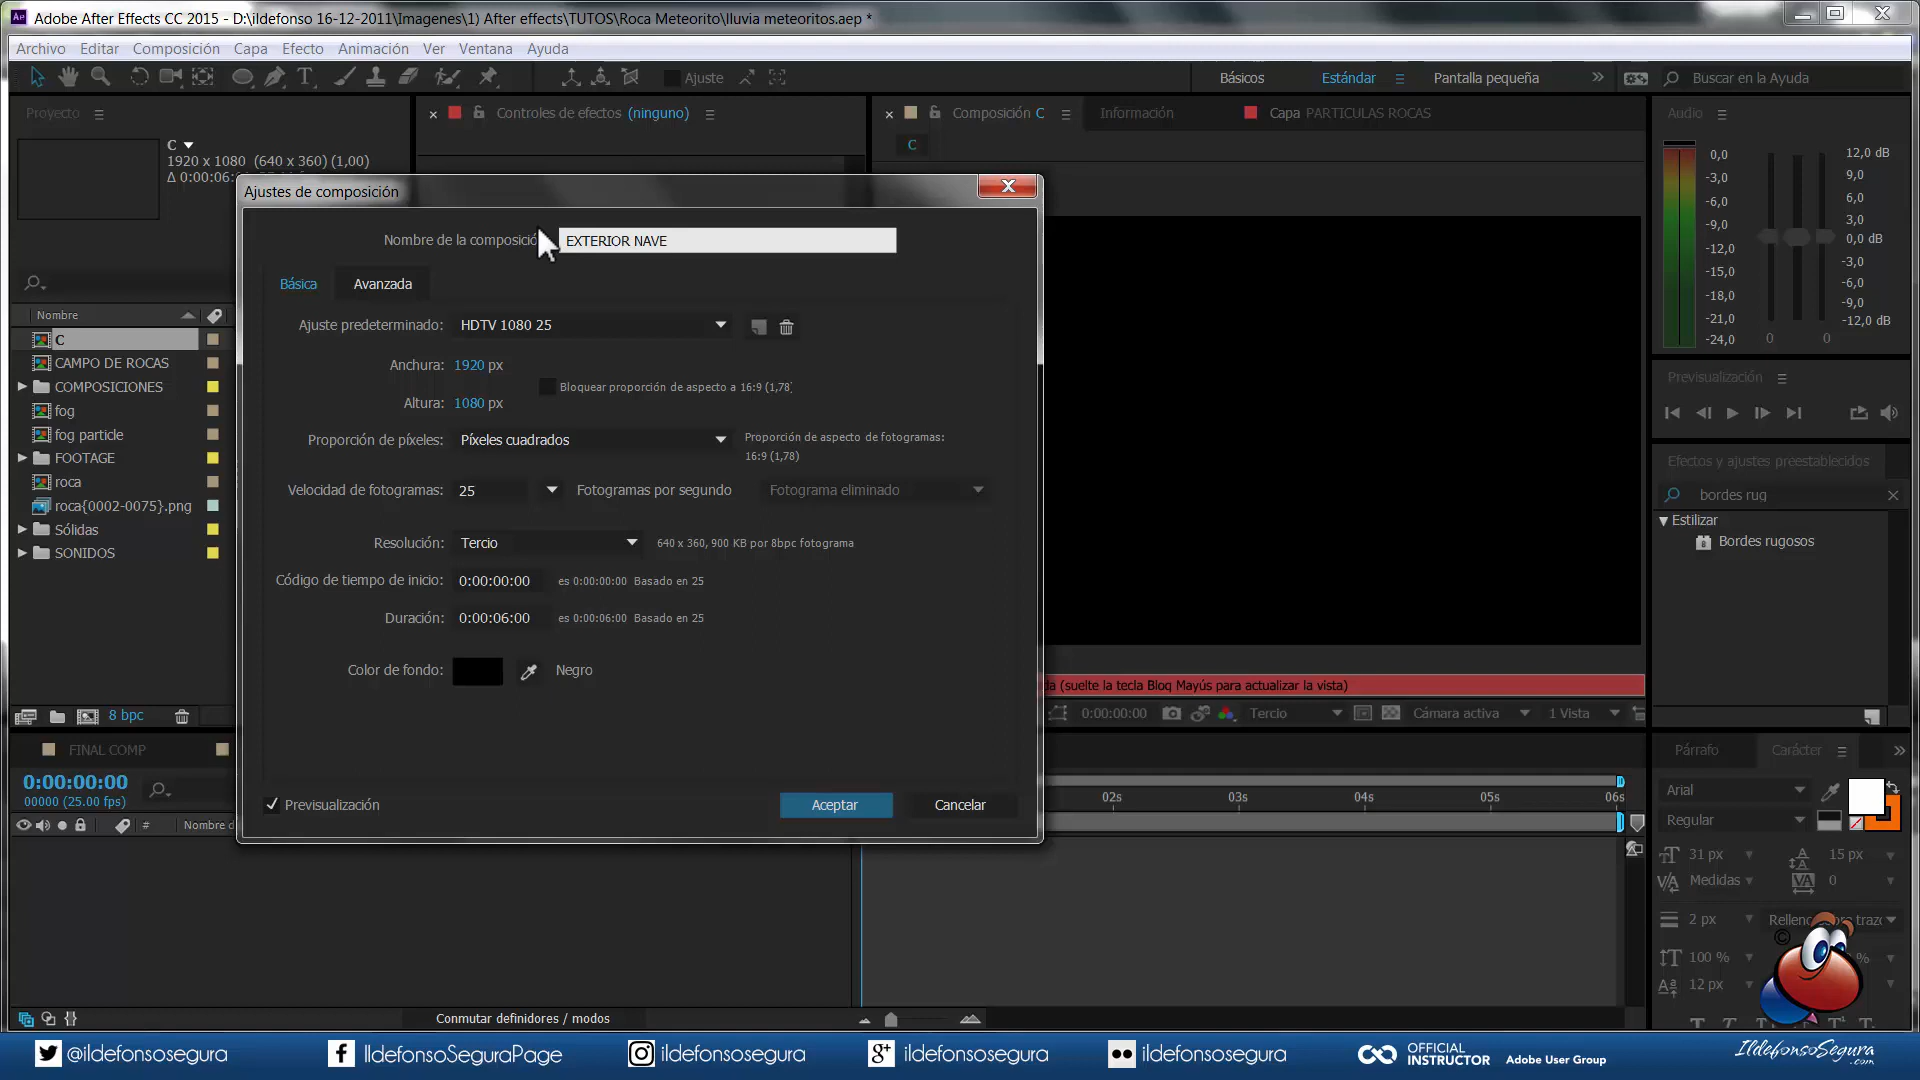 Adobe After Effects CC 2015 - D:\ildefonso 16-12-2011\Imagenes\1) After effects\TUTOS\Roca Meteorito\lluvia meteoritos.aep *
Archivo Editar Composición Capa Efecto Animación Ver Ventana Ayuda
Ajuste Básicos Estándar Pantalla pequeña Buscar en la Ayuda
Proyecto
Controles de efectos (ninguno)
Composición C
Información
Capa PARTICULAS ROCAS
Audio
C
1920 x 1080 (640 x 360) (1,00)
Δ 0:00:06:
C
Ajustes de composición
Nombre de la composició
EXTERIOR NAVE
Básica
Avanzada
Ajuste predeterminado: HDTV 1080 25
Anchura: 1920 px
Bloquear proporción de aspecto a 16:9 (1,78)
Altura: 1080 px
Proporción de píxeles: Píxeles cuadrados
Proporción de aspecto de fotogramas:
16:9 (1,78)
Velocidad de fotogramas: 25 Fotogramas por segundo Fotograma eliminado
Resolución: Tercio 640 x 360, 900 KB por 8bpc fotograma
Código de tiempo de inicio: 0:00:00:00 es 0:00:00:00 Basado en 25
Duración: 0:00:06:00 es 0:00:06:00 Basado en 25
Color de fondo: Negro
Previsualización
Aceptar
Cancelar
Nombre
C
CAMPO DE ROCAS
COMPOSICIONES
fog
fog particle
FOOTAGE
roca
roca{0002-0075}.png
Sólidas
SONIDOS
8 bpc
0,0
-3,0
-6,0
-9,0
-12,0
-15,0
-18,0
-21,0
-24,0
12,0 dB
9,0
6,0
3,0
0,0 dB
-3,0
-6,0
-9,0
-12,0 dB
0 0
Previsualización
Efectos y ajustes preestablecidos
bordes rug
Estilizar
Bordes rugosos
da (suelte la tecla Bloq Mayús para actualizar la vista)
0:00:00:00 Tercio Cámara activa 1 Vista
FINAL COMP
0:00:00:00
00000 (25.00 fps)
# Nombre d
02s 03s 04s 05s 06s
Conmutar definidores / modos
Párrafo
Carácter
Arial
Regular
31 px 15 px
Medidas 0
2 px
100 %
%
12 px
@ildefonsosegura
IldefonsoSeguraPage
ildefonsosegura
ildefonsosegura
ildefonsosegura
OFFICIAL
INSTRUCTOR
Adobe User Group
IldefonsoSegura
.com